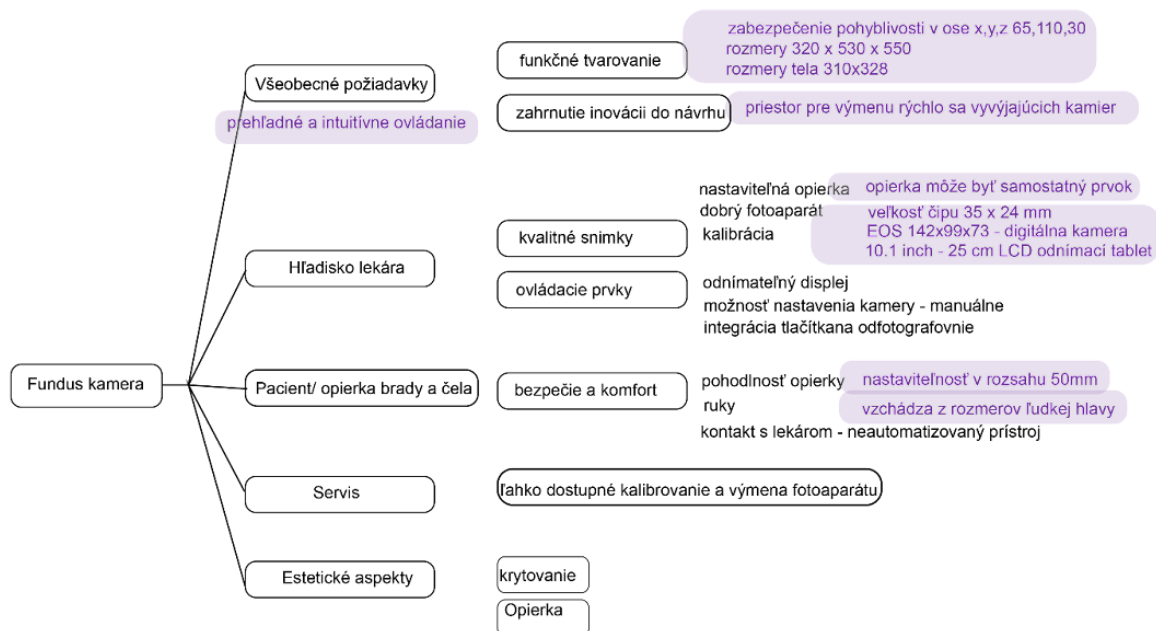 zabezpečenie pohyblivosti v ose x,y,z 65,110,30
funkčné tvarovanie
rozmery 320 x 530 x 550
rozmery tela 310x328
Všeobecné požiadavky
zahrnutie inovácii do návrhu
priestor pre výmenu rýchlo sa vyvýjajúcich kamier
prehľadné a intuitívne ovládanie
nastaviteľná opierka
opierka môže byť samostatný prvok
dobrý fotoaparát
veľkosť čipu 35 x 24 mm
kvalitné snimky
kalibrácia
EOS 142x99x73 - digitálna kamera
10.1 inch - 25 cm LCD odnímací tablet
Hľadisko lekára
ovládacie prvky
odnímateľný displej
možnosť nastavenia kamery - manuálne
integrácia tlačítkana odfotografovnie
Fundus kamera
Pacient/ opierka brady a čela
bezpečie a komfort
pohodlnosť opierky
nastaviteľnosť v rozsahu 50mm
ruky
vzchádza z rozmerov ľudkej hlavy
kontakt s lekárom - neautomatizovaný prístroj
Servis
ľahko dostupné kalibrovanie a výmena fotoaparátu
Estetické aspekty
krytovanie
Opierka